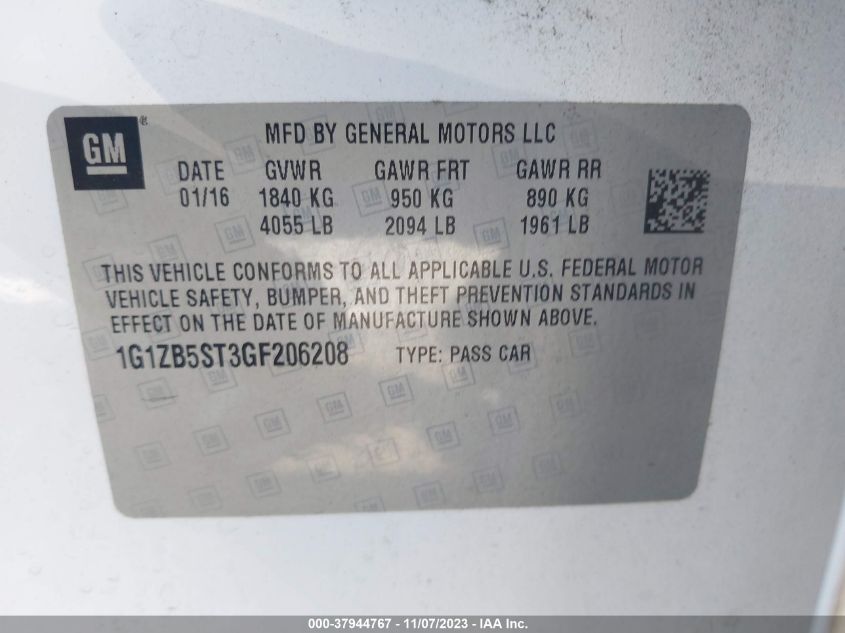 GM ®
MFD BY GENERAL MOTORS LLC
DATE GVWR GAWR FRT GAWR RR
01/16 1840 KG 950 KG 890 KG
4055 LB 2094 LB 1961 LB
THIS VEHICLE CONFORMS TO ALL APPLICABLE U.S. FEDERAL MOTOR
VEHICLE SAFETY, BUMPER, AND THEFT PREVENTION STANDARDS IN
EFFECT ON THE DATE OF MANUFACTURE SHOWN ABOVE.
1G1ZB5ST3GF206208 TYPE: PASS CAR
000-37944767 - 11/07/2023 - IAA Inc.